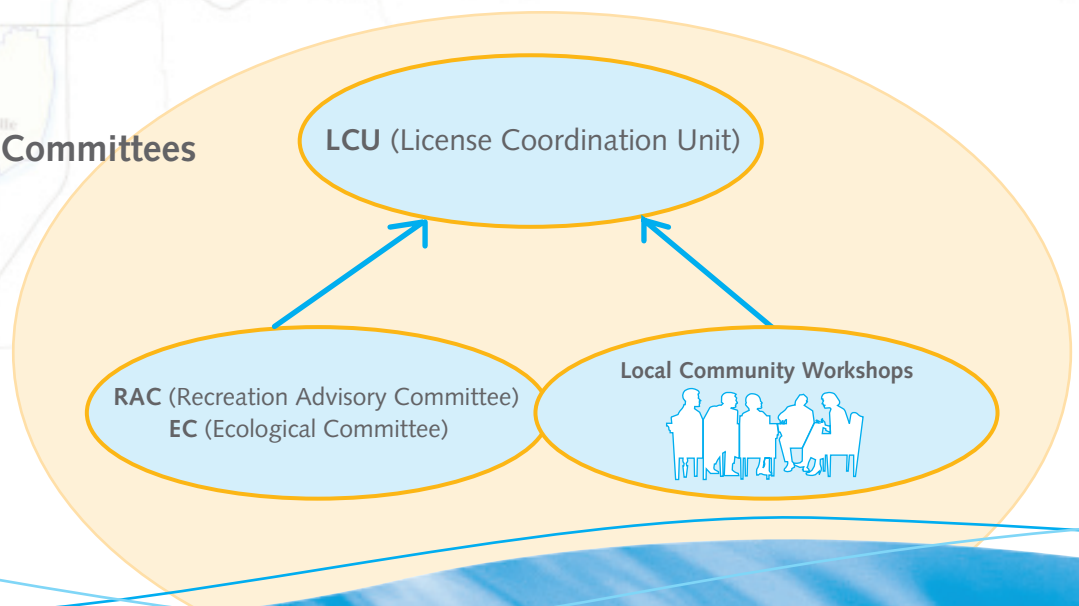 LCU (License Coordination Unit)
Committees
RAC (Recreation Advisory Committee)
EC (Ecological Committee)
Local Community Workshops